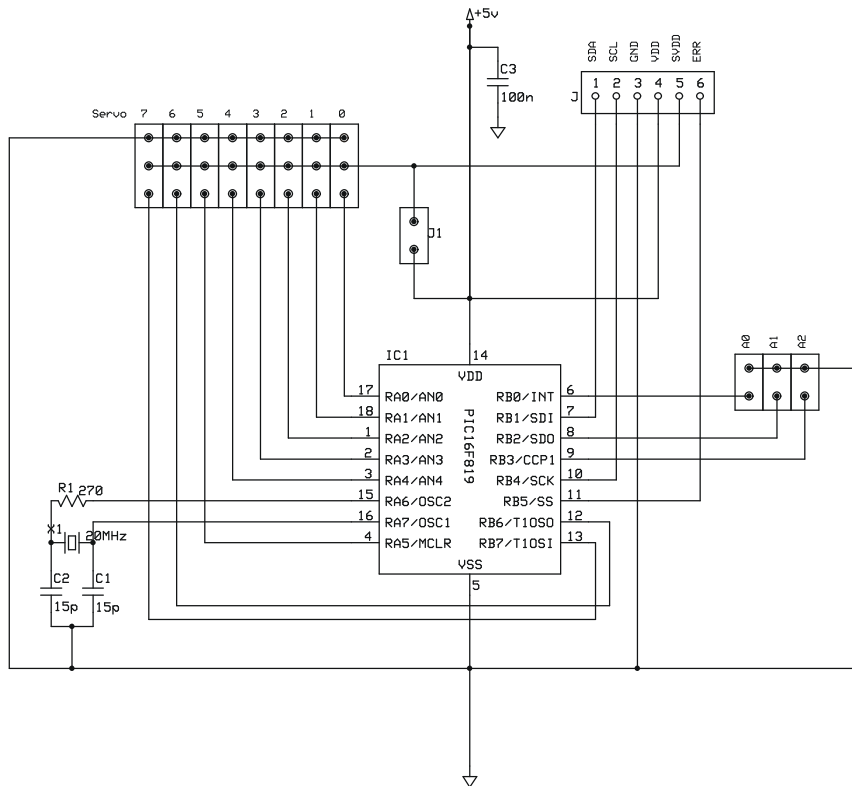 +5v
C3
100n
SDA SCL GND VDD SVDD ERR
J 1 2 3 4 5 6
Servo 7 6 5 4 3 2 1 0
J1
A0 A1 A2
IC1 14
VDD
17 RA0/AN0 RB0/INT 6
18 RA1/AN1 RB1/SDI 7
1 RA2/AN2 RB2/SDO 8
2 RA3/AN3 RB3/CCP1 9
3 RA4/AN4 RB4/SCK 10
15 RA6/OSC2 RB5/SS 11
16 RA7/OSC1 RB6/T1OSO 12
4 RA5/MCLR RB7/T1OSI 13
PIC16F819
VSS
5
R1 270
X1
20MHz
C2 C1
15p 15p